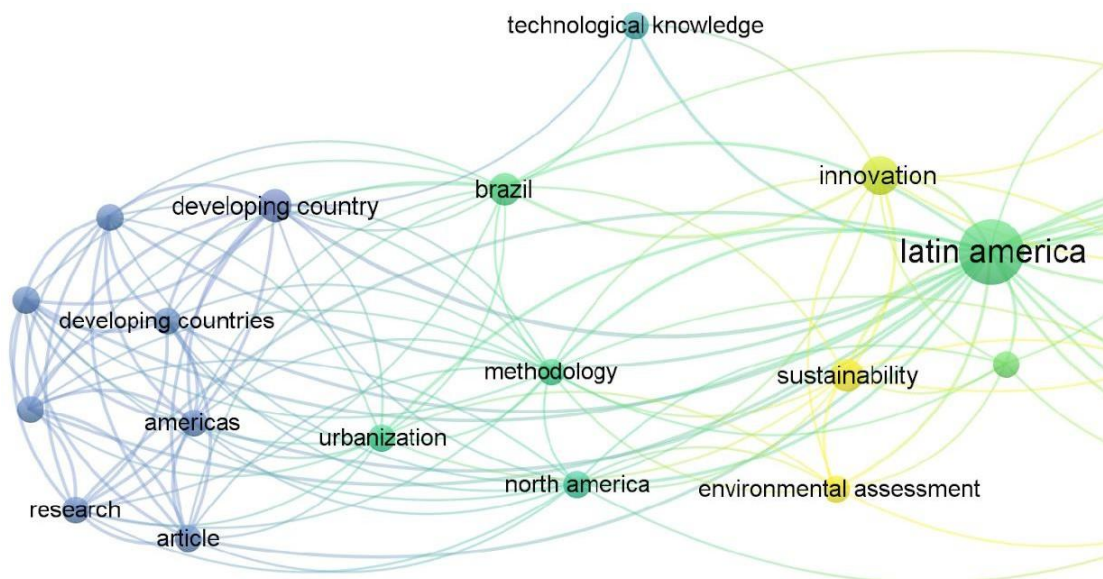 technological knowledge
innovation
brazil
developing country
latin america
developing countries
methodology
sustainability
americas
urbanization
north america
environmental assessment
research
article